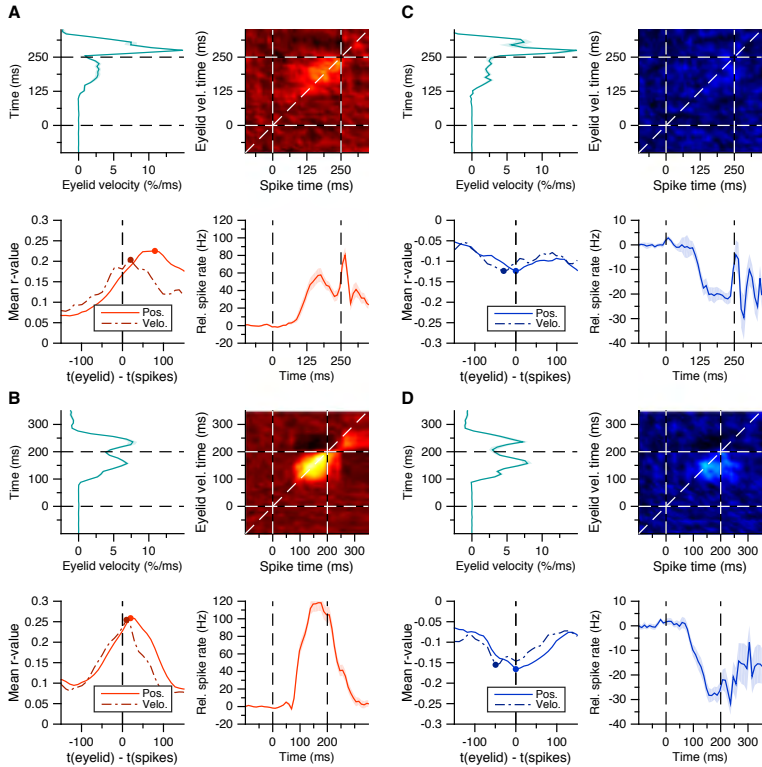 A
Time (ms)
250
125
0
0 5 10
Eyelid velocity (%/ms)
Eyelid vel. time (ms)
250
125
0
0 125 250
Spike time (ms)
Mean r-value
0.3
0.25
0.2
0.15
0.1
0.05
0
Pos.
Velo.
-100 0 100
t(eyelid) - t(spikes)
Rel. spike rate (Hz)
120
100
80
60
40
20
0
-20
0 125 250
Time (ms)
B
Time (ms)
300
200
100
0
0 5 10
Eyelid velocity (%/ms)
Eyelid vel. time (ms)
300
200
100
0
0 100 200 300
Spike time (ms)
Mean r-value
0.3
0.25
0.2
0.15
0.1
0.05
0
Pos.
Velo.
-100 0 100
t(eyelid) - t(spikes)
Rel. spike rate (Hz)
120
100
80
60
40
20
0
-20
0 100 200 300
Time (ms)
C
Time (ms)
250
125
0
0 5 10
Eyelid velocity (%/ms)
Eyelid vel. time (ms)
250
125
0
0 125 250
Spike time (ms)
Mean r-value
0
-0.05
-0.1
-0.15
-0.2
-0.25
-0.3
Pos.
Velo.
-100 0 100
t(eyelid) - t(spikes)
Rel. spike rate (Hz)
10
0
-10
-20
-30
-40
0 125 250
Time (ms)
D
Time (ms)
300
200
100
0
0 5 10
Eyelid velocity (%/ms)
Eyelid vel. time (ms)
300
200
100
0
0 100 200 300
Spike time (ms)
Mean r-value
0
-0.05
-0.1
-0.15
-0.2
-0.25
-0.3
Pos.
Velo.
-100 0 100
t(eyelid) - t(spikes)
Rel. spike rate (Hz)
10
0
-10
-20
-30
-40
0 100 200 300
Time (ms)